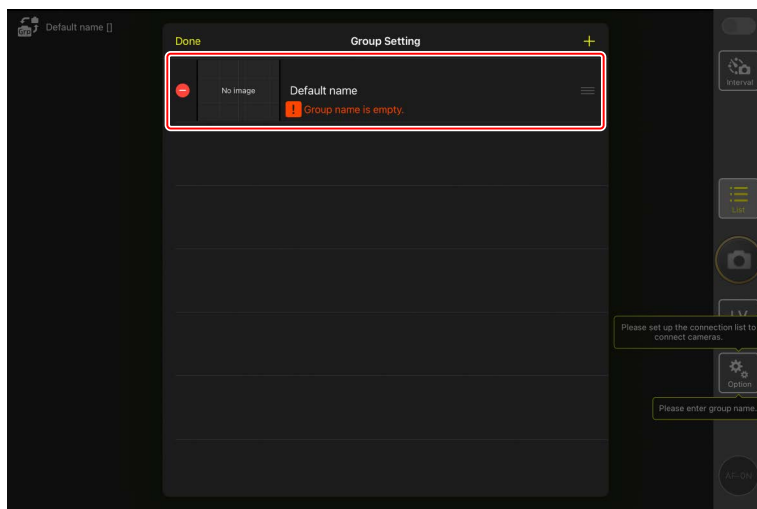 Default name []
Done
Group Setting
+
Interval
No image
Default name
! Group name is empty.
List
Please set up the connection list to
connect cameras.
Option
Please enter group name.
AF-ON